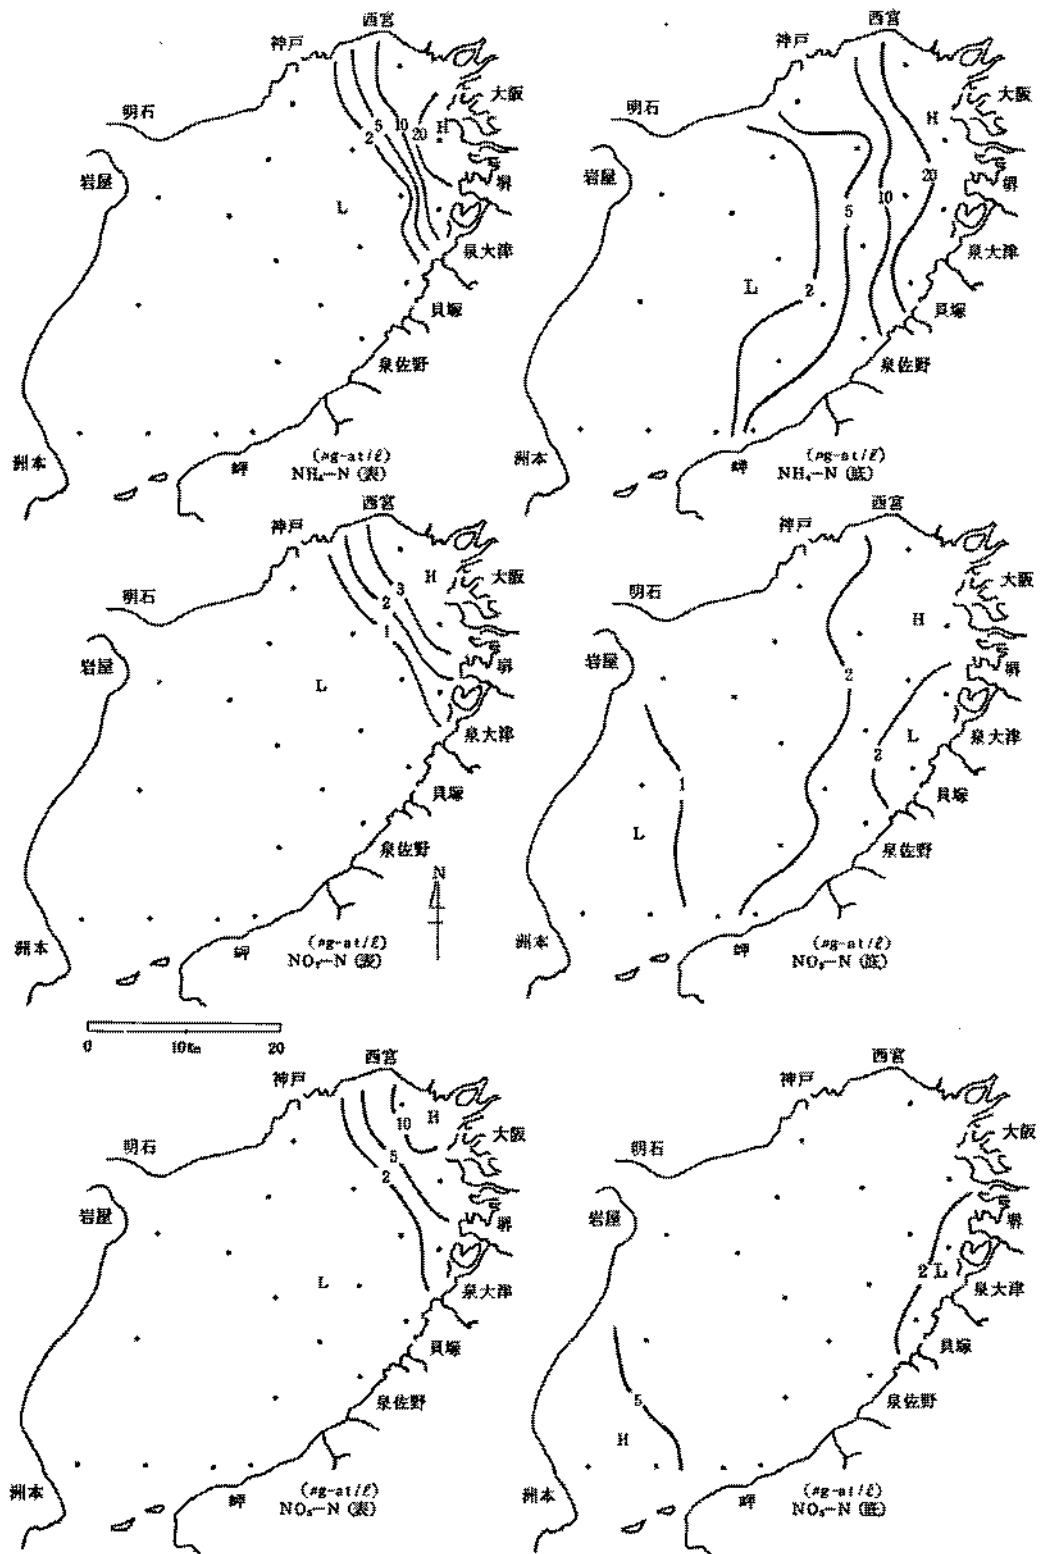 西宮
神戸
大阪
明石
2
5
10
20
H
岩屋
堺
L
泉大津
貝塚
泉佐野
洲本
岬
(μg-at/ℓ)
NH₄-N (表)
西宮
神戸
大阪
明石
H
岩屋
20
堺
10
5
泉大津
L
2
貝塚
泉佐野
洲本
岬
(μg-at/ℓ)
NH₄-N (底)
西宮
神戸
H
大阪
明石
3
2
1
岩屋
堺
L
泉大津
貝塚
泉佐野
N
洲本
岬
(μg-at/ℓ)
NO₂-N (表)
西宮
神戸
大阪
明石
H
岩屋
堺
2
L
泉大津
2
1
貝塚
L
泉佐野
洲本
岬
(μg-at/ℓ)
NO₂-N (底)
0 10Km 20
西宮
神戸
10
H
大阪
明石
5
2
岩屋
堺
L
泉大津
貝塚
泉佐野
洲本
岬
(μg-at/ℓ)
NO₃-N (表)
西宮
神戸
大阪
明石
岩屋
堺
2
L
泉大津
貝塚
5
泉佐野
H
洲本
岬
(μg-at/ℓ)
NO₃-N (底)